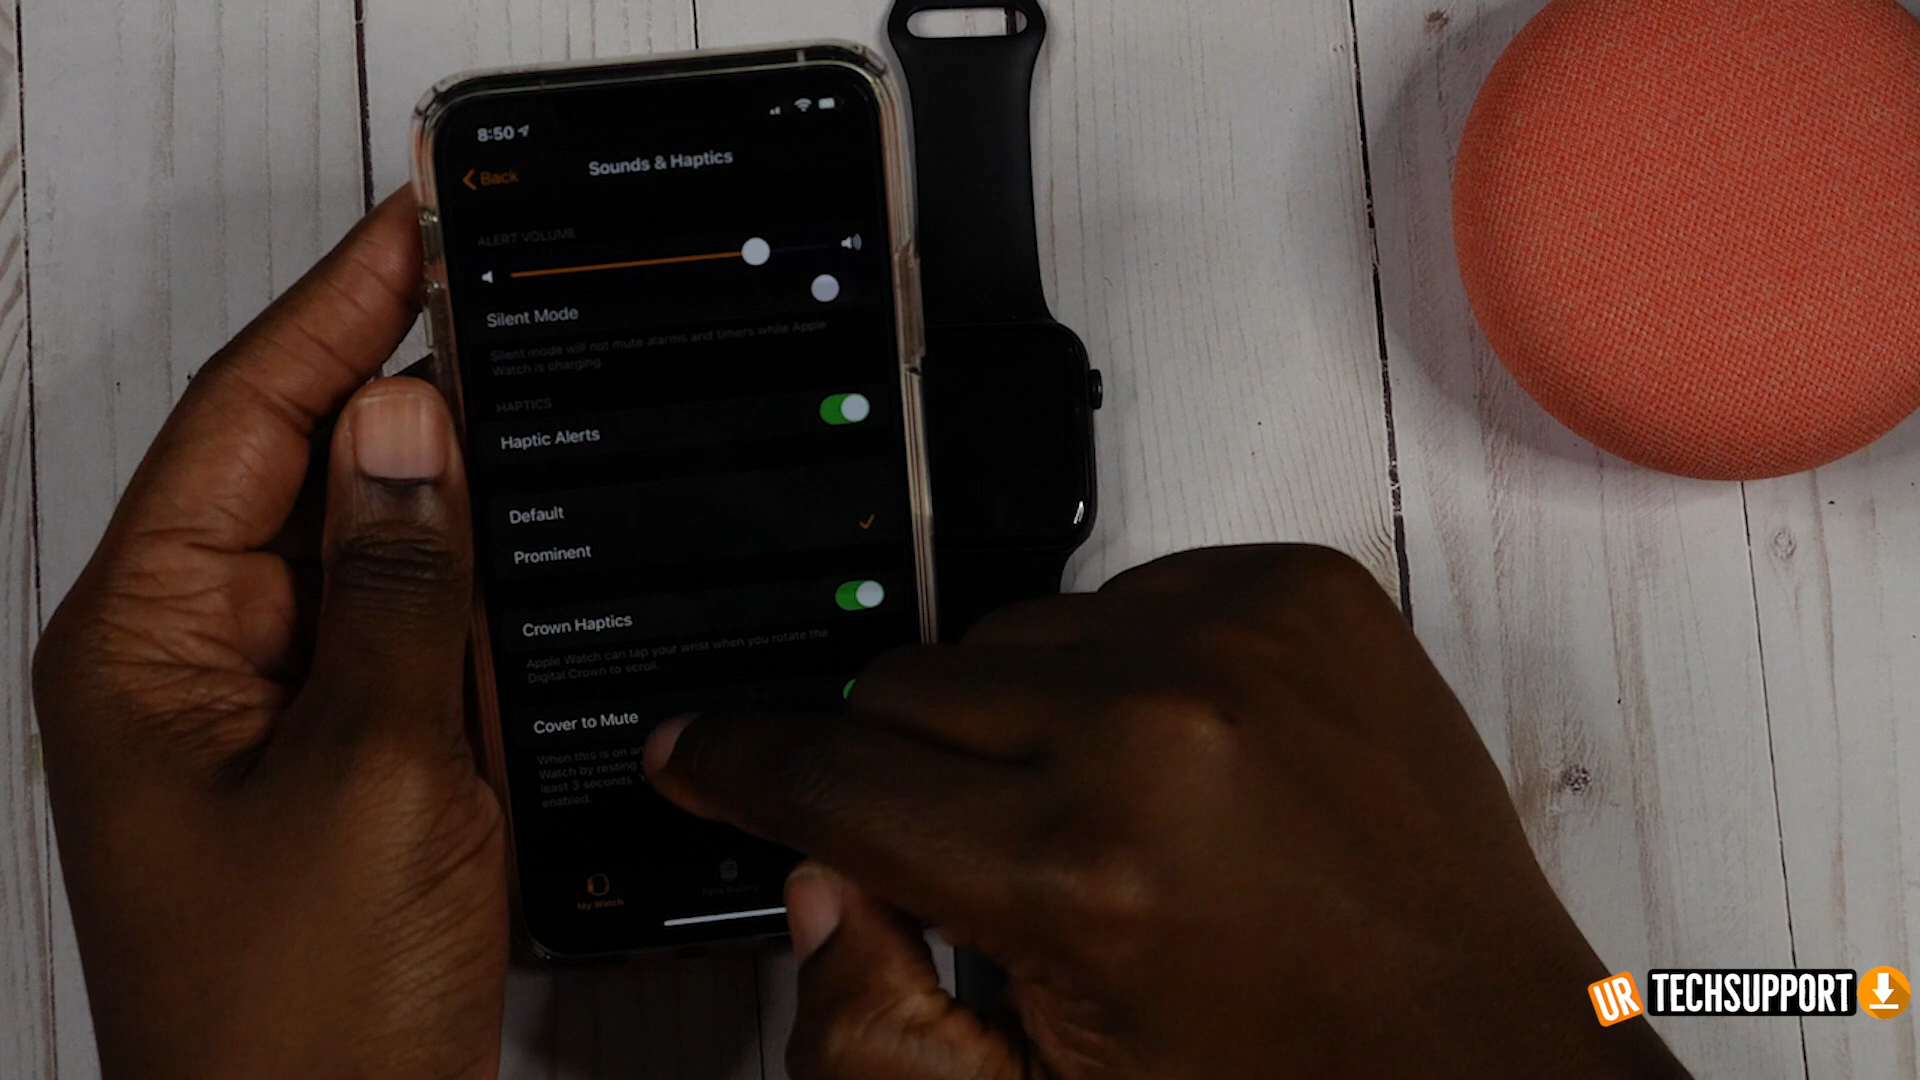 8:50
Back
Sounds & Haptics
ALERT VOLUME
Silent Mode
Silent mode will not mute alarms and timers while Apple
Watch is charging.
HAPTICS
Haptic Alerts
Default
Prominent
Crown Haptics
Apple Watch can tap your wrist when you rotate the
Digital Crown to scroll.
Cover to Mute
When this is on
Watch by resting
least 3 seconds.
enabled.
My Watch
Face Gallery
UR TECHSUPPORT